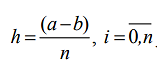 h = (a−b)/n, i = 0,n̅.